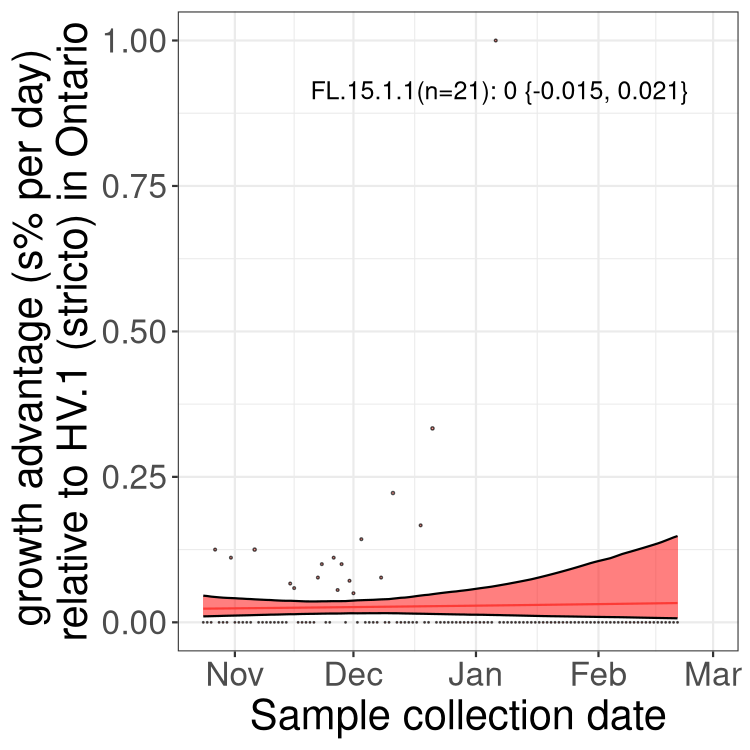 growth advantage (s% per day)
relative to HV.1 (stricto) in Ontario
1.00
0.75
0.50
0.25
0.00
FL.15.1.1(n=21): 0 {-0.015, 0.021}
Nov Dec Jan Feb Mar
Sample collection date